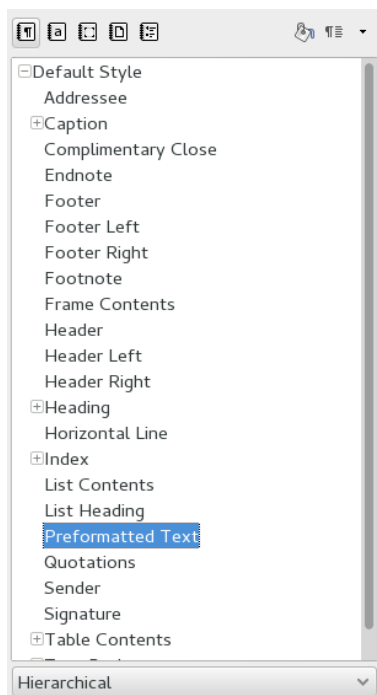 Default Style
Addressee
Caption
Complimentary Close
Endnote
Footer
Footer Left
Footer Right
Footnote
Frame Contents
Header
Header Left
Header Right
Heading
Horizontal Line
Index
List Contents
List Heading
Preformatted Text
Quotations
Sender
Signature
Table Contents
Hierarchical